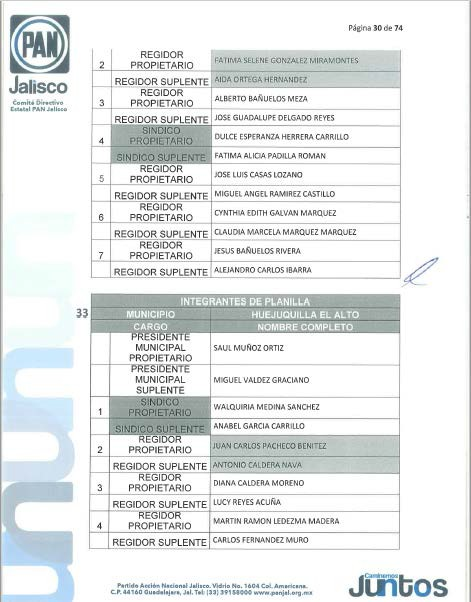 Página 30 de 74
PAN
Jalisco
Comité Directivo
Estatal PAN Jalisco
REGIDOR
2 PROPIETARIO FATIMA SELENE GONZALEZ MIRAMONTES
REGIDOR SUPLENTE AIDA ORTEGA HERNANDEZ
REGIDOR
3 PROPIETARIO ALBERTO BAÑUELOS MEZA
REGIDOR SUPLENTE JOSE GUADALUPE DELGADO REYES
SINDICO
4 PROPIETARIO DULCE ESPERANZA HERRERA CARRILLO
SINDICO SUPLENTE FATIMA ALICIA PADILLA ROMAN
REGIDOR
5 PROPIETARIO JOSE LUIS CASAS LOZANO
REGIDOR SUPLENTE MIGUEL ANGEL RAMIREZ CASTILLO
REGIDOR
6 PROPIETARIO CYNTHIA EDITH GALVAN MARQUEZ
REGIDOR SUPLENTE CLAUDIA MARCELA MARQUEZ MARQUEZ
REGIDOR
7 PROPIETARIO JESUS BAÑUELOS RIVERA
REGIDOR SUPLENTE ALEJANDRO CARLOS IBARRA
INTEGRANTES DE PLANILLA
33 MUNICIPIO HUEJUQUILLA EL ALTO
CARGO NOMBRE COMPLETO
PRESIDENTE
MUNICIPAL SAUL MUÑOZ ORTIZ
PROPIETARIO
PRESIDENTE
MUNICIPAL MIGUEL VALDEZ GRACIANO
SUPLENTE
SINDICO
1 PROPIETARIO WALQUIRIA MEDINA SANCHEZ
SINDICO SUPLENTE ANABEL GARCIA CARRILLO
REGIDOR
2 PROPIETARIO JUAN CARLOS PACHECO BENITEZ
REGIDOR SUPLENTE ANTONIO CALDERA NAVA
REGIDOR
3 PROPIETARIO DIANA CALDERA MORENO
REGIDOR SUPLENTE LUCY REYES ACUÑA
REGIDOR
4 PROPIETARIO MARTIN RAMON LEDEZMA MADERA
REGIDOR SUPLENTE CARLOS FERNANDEZ MURO
Partido Acción Nacional Jalisco. Vidrio No. 1604 Col. Americana.
C.P. 44160 Guadalajara, Jal. Tel: (33) 39158000 www.pal.org.mx
Caminemos
Juntos